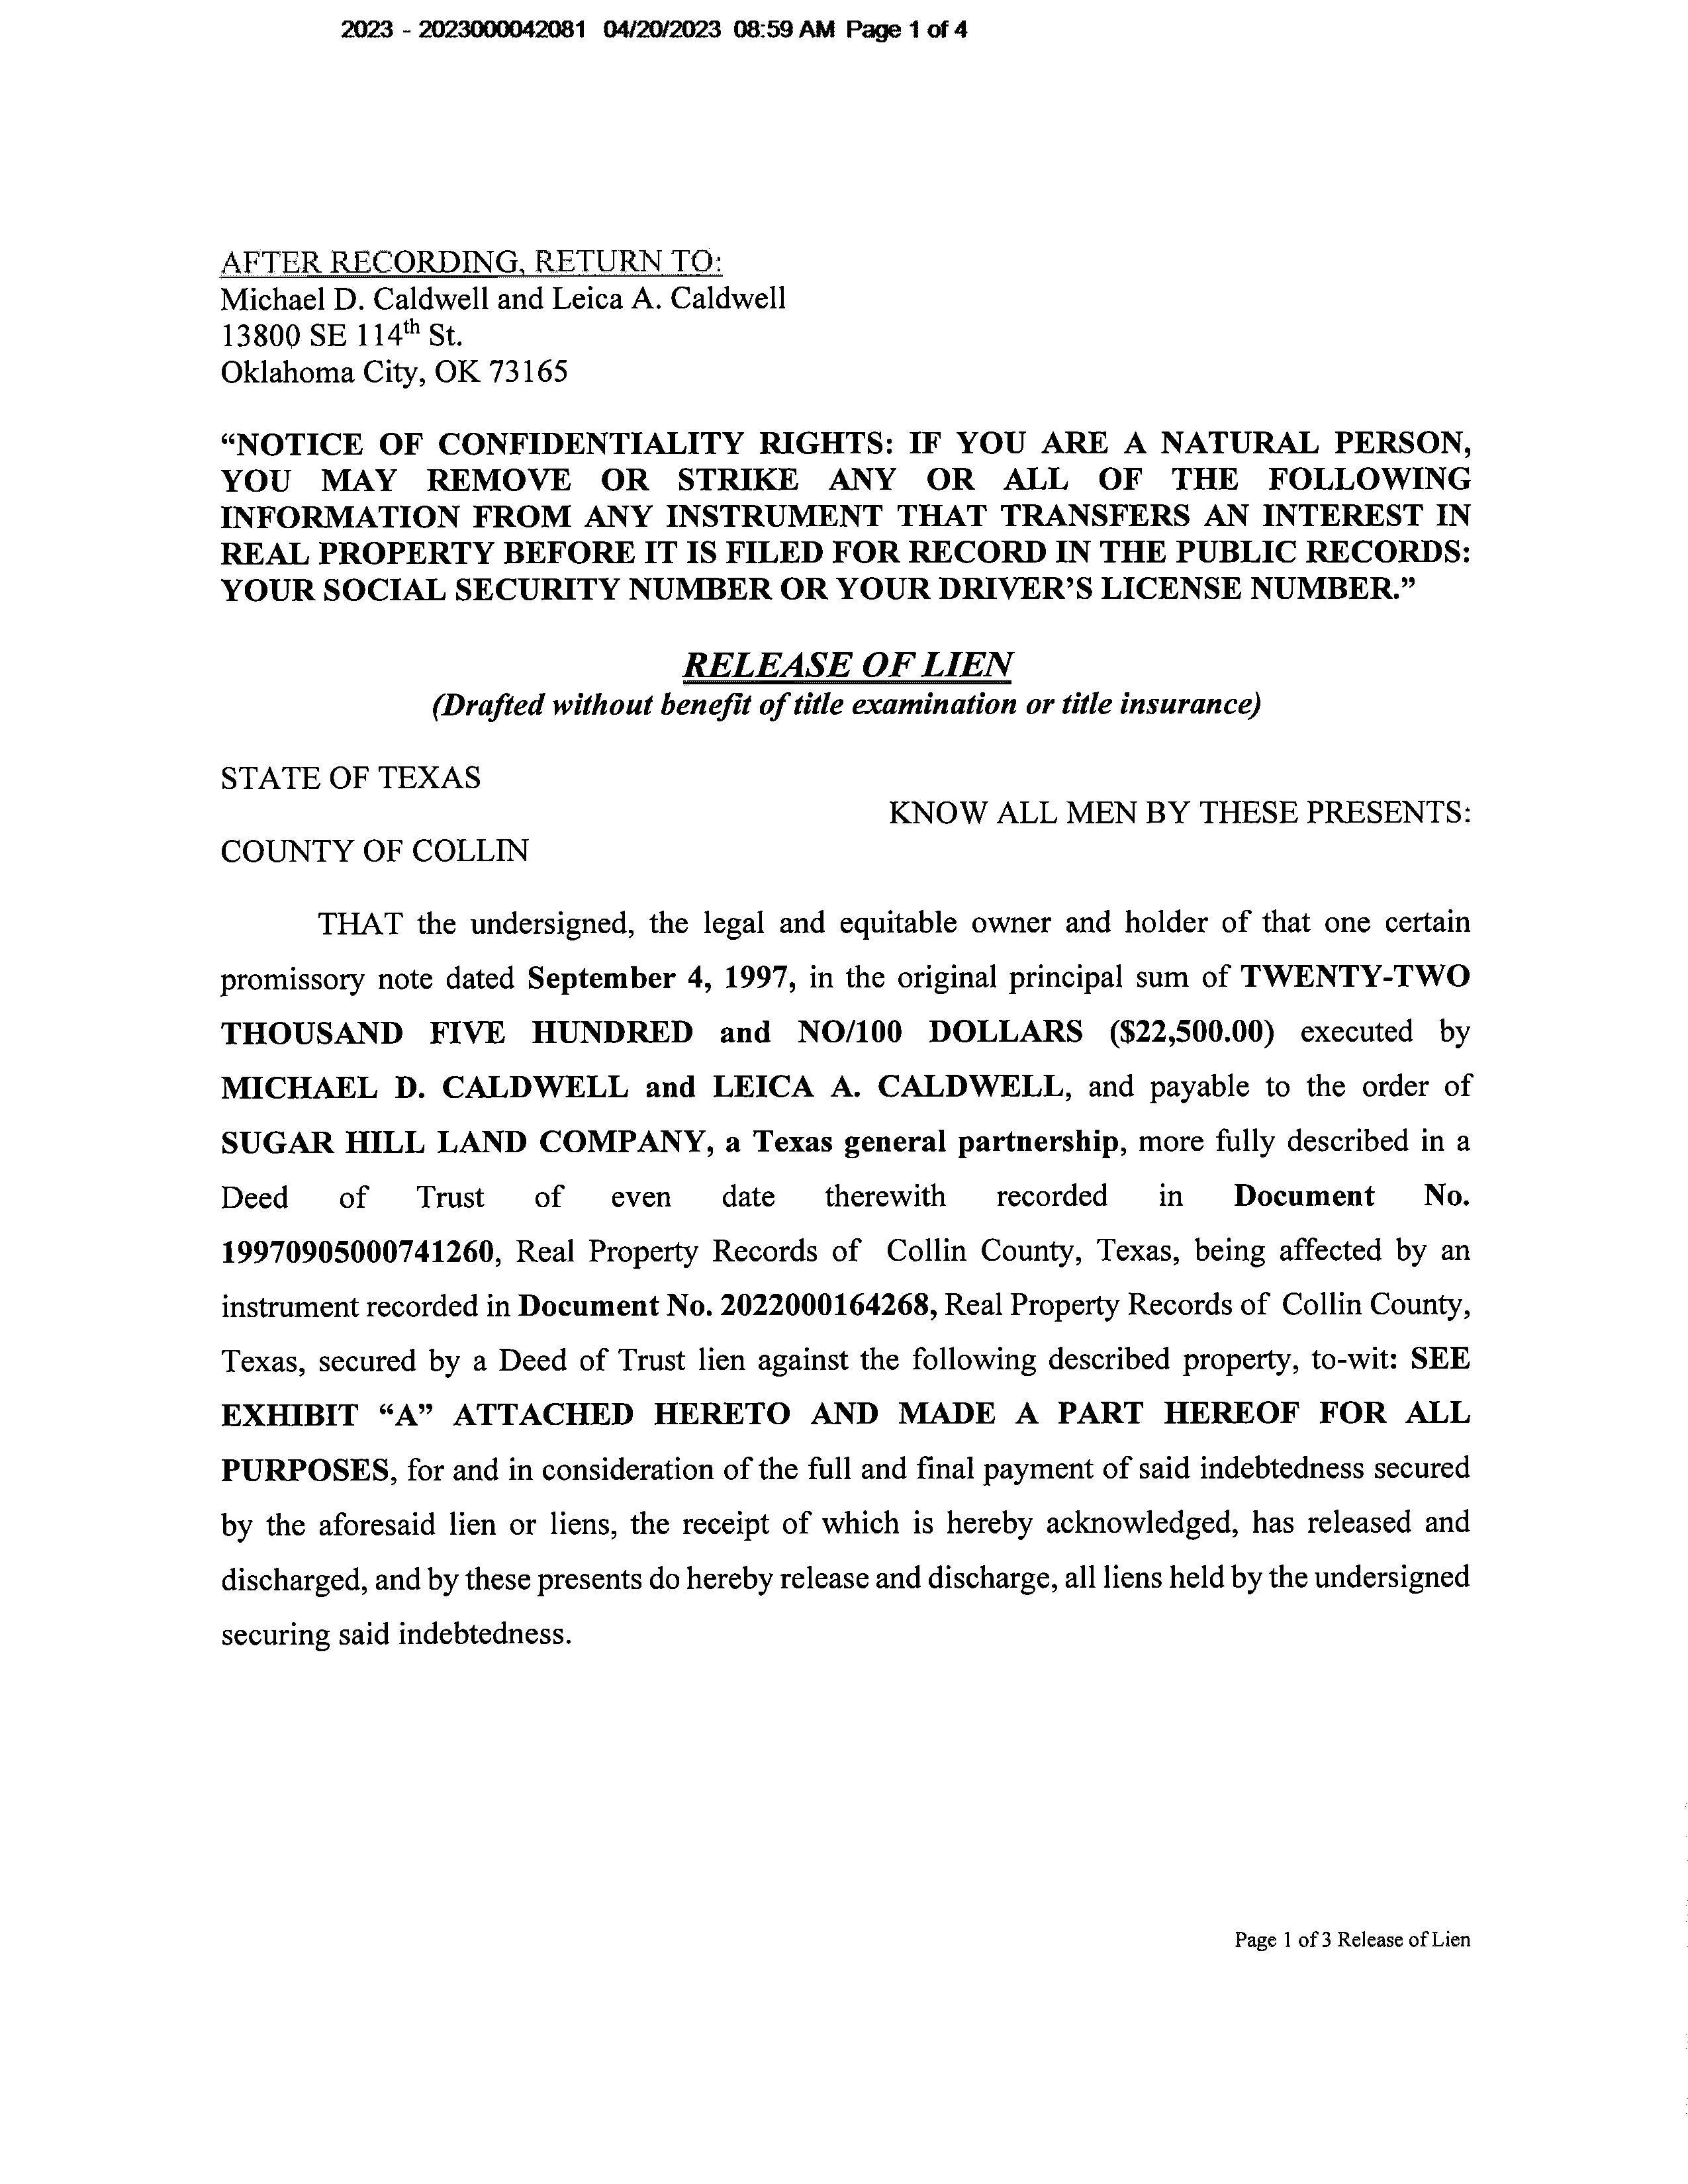 2023 - 2023000042081 04/20/2023 08:59 AM Page 1 of 4
AFTER RECORDING, RETURN TO:
Michael D. Caldwell and Leica A. Caldwell
13800 SE 114th St.
Oklahoma City, OK 73165
“NOTICE OF CONFIDENTIALITY RIGHTS: IF YOU ARE A NATURAL PERSON,
YOU MAY REMOVE OR STRIKE ANY OR ALL OF THE FOLLOWING
INFORMATION FROM ANY INSTRUMENT THAT TRANSFERS AN INTEREST IN
REAL PROPERTY BEFORE IT IS FILED FOR RECORD IN THE PUBLIC RECORDS:
YOUR SOCIAL SECURITY NUMBER OR YOUR DRIVER’S LICENSE NUMBER.”
RELEASE OF LIEN
(Drafted without benefit of title examination or title insurance)
STATE OF TEXAS
KNOW ALL MEN BY THESE PRESENTS:
COUNTY OF COLLIN
THAT the undersigned, the legal and equitable owner and holder of that one certain
promissory note dated September 4, 1997, in the original principal sum of TWENTY-TWO
THOUSAND FIVE HUNDRED and NO/100 DOLLARS ($22,500.00) executed by
MICHAEL D. CALDWELL and LEICA A. CALDWELL, and payable to the order of
SUGAR HILL LAND COMPANY, a Texas general partnership, more fully described in a
Deed of Trust of even date therewith recorded in Document No.
19970905000741260, Real Property Records of Collin County, Texas, being affected by an
instrument recorded in Document No. 2022000164268, Real Property Records of Collin County,
Texas, secured by a Deed of Trust lien against the following described property, to-wit: SEE
EXHIBIT “A” ATTACHED HERETO AND MADE A PART HEREOF FOR ALL
PURPOSES, for and in consideration of the full and final payment of said indebtedness secured
by the aforesaid lien or liens, the receipt of which is hereby acknowledged, has released and
discharged, and by these presents do hereby release and discharge, all liens held by the undersigned
securing said indebtedness.
Page 1 of 3 Release of Lien